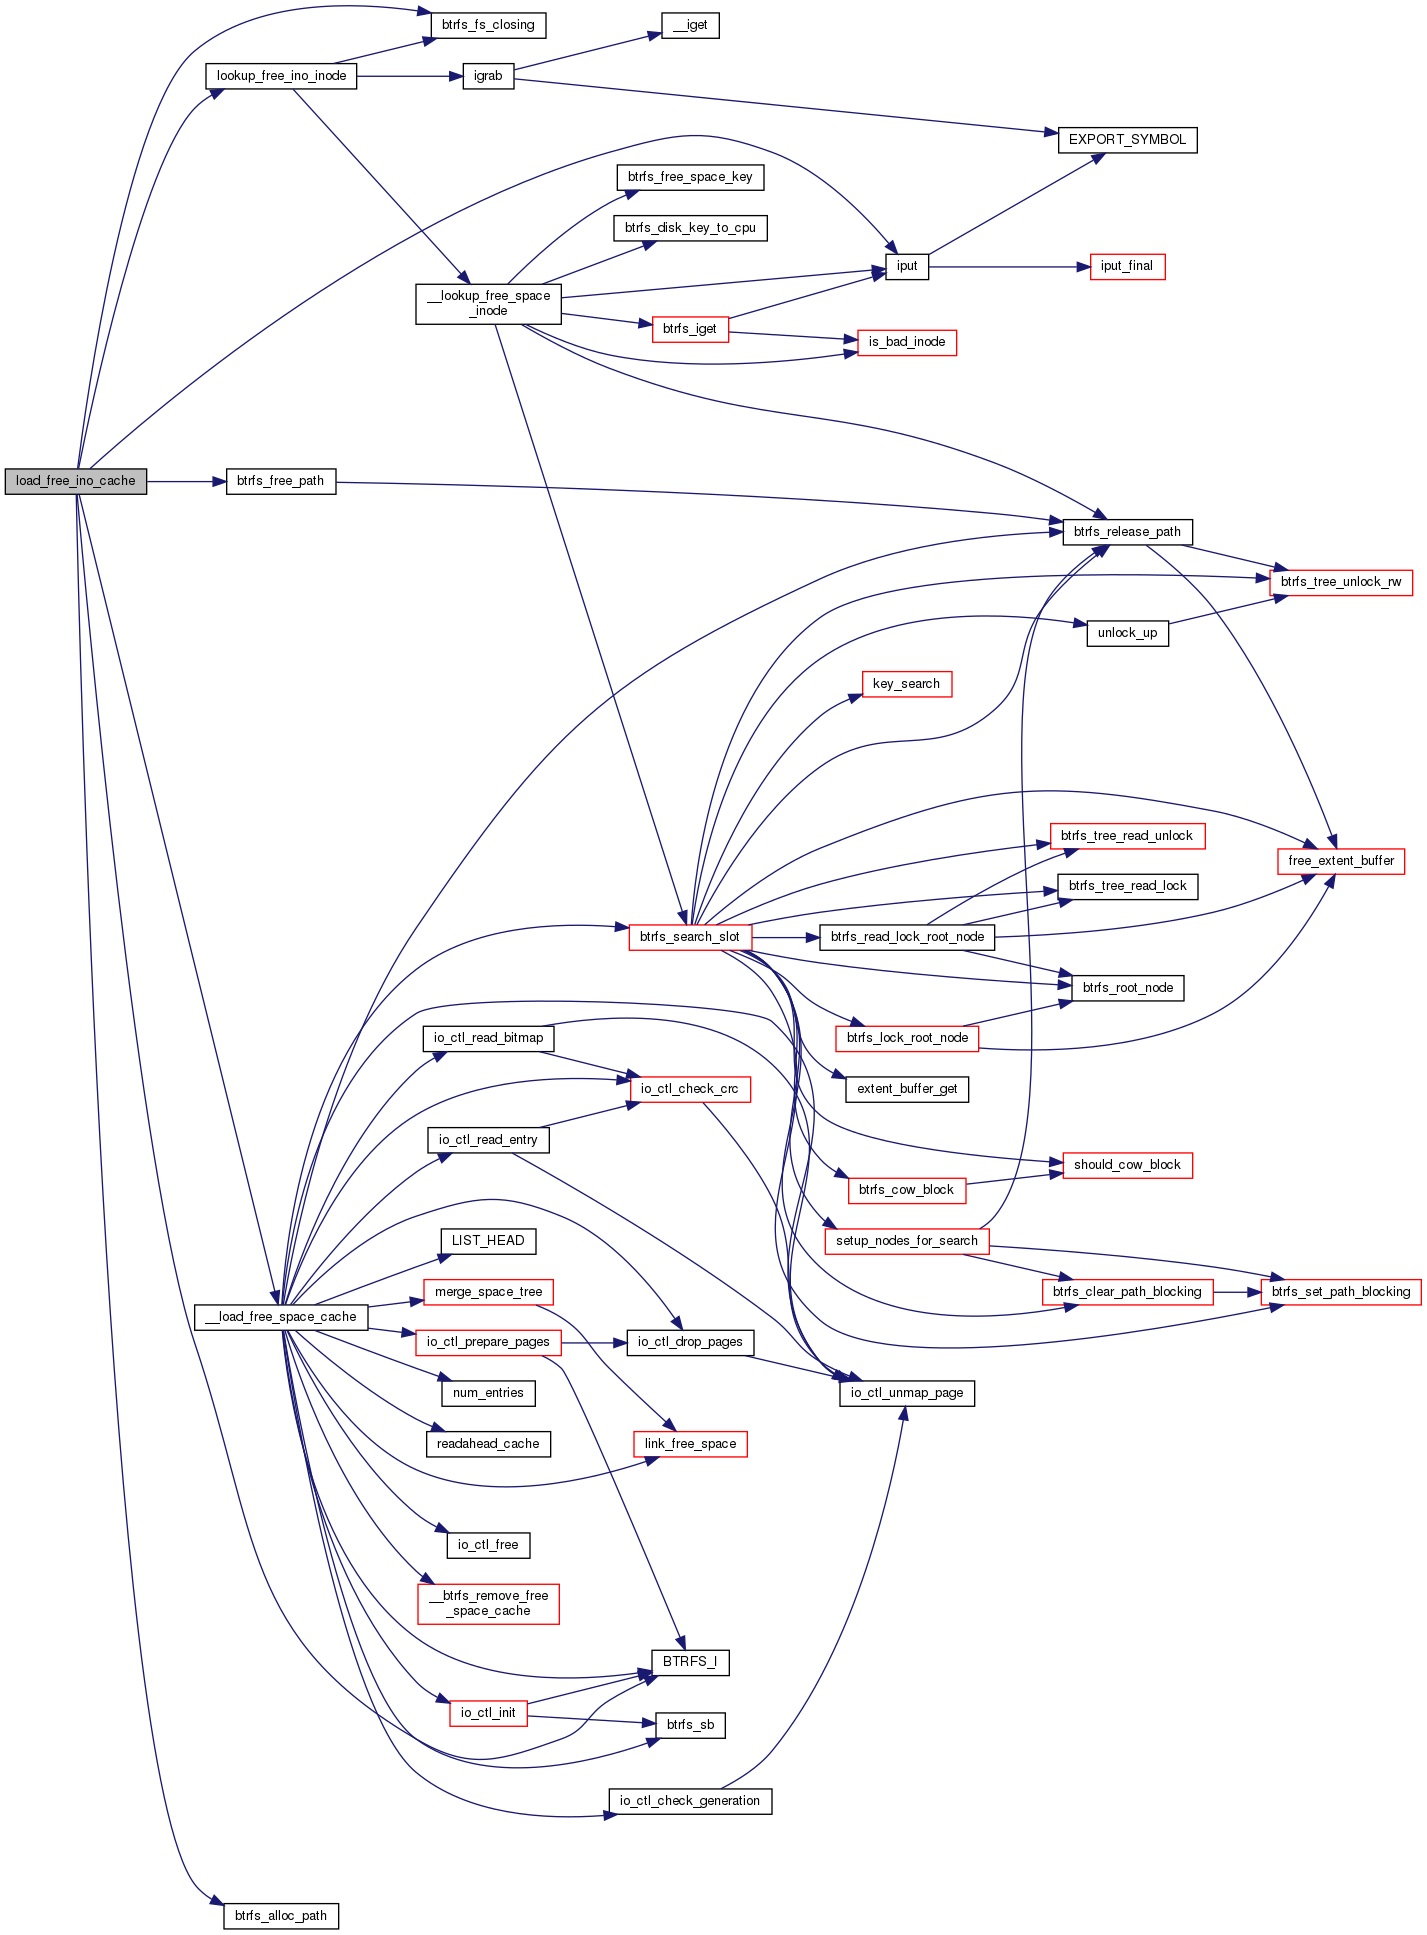 btrfs_fs_closing
__iget
lookup_free_ino_inode
igrab
EXPORT_SYMBOL
btrfs_free_space_key
btrfs_disk_key_to_cpu
iput
iput_final
__lookup_free_space
_inode
btrfs_iget
is_bad_inode
load_free_ino_cache
btrfs_free_path
btrfs_release_path
btrfs_tree_unlock_rw
unlock_up
key_search
btrfs_tree_read_unlock
free_extent_buffer
btrfs_tree_read_lock
btrfs_search_slot
btrfs_read_lock_root_node
btrfs_root_node
io_ctl_read_bitmap
btrfs_lock_root_node
io_ctl_check_crc
extent_buffer_get
io_ctl_read_entry
should_cow_block
btrfs_cow_block
LIST_HEAD
setup_nodes_for_search
merge_space_tree
btrfs_clear_path_blocking
btrfs_set_path_blocking
__load_free_space_cache
io_ctl_prepare_pages
io_ctl_drop_pages
num_entries
io_ctl_unmap_page
readahead_cache
link_free_space
io_ctl_free
__btrfs_remove_free
_space_cache
BTRFS_I
io_ctl_init
btrfs_sb
io_ctl_check_generation
btrfs_alloc_path